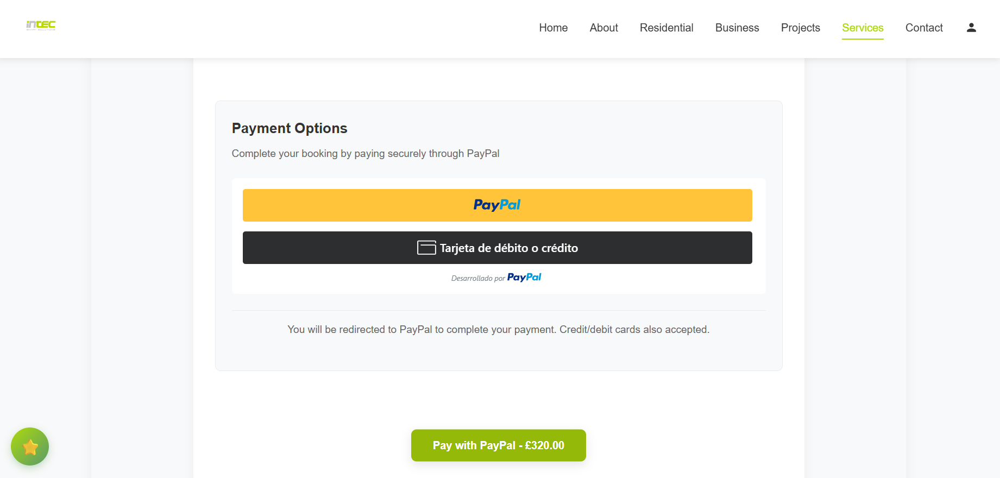 inTEC
Home About Residential Business Projects Services Contact
Payment Options
Complete your booking by paying securely through PayPal
PayPal
Tarjeta de débito o crédito
Desarrollado por PayPal
You will be redirected to PayPal to complete your payment. Credit/debit cards also accepted.
Pay with PayPal - £320.00